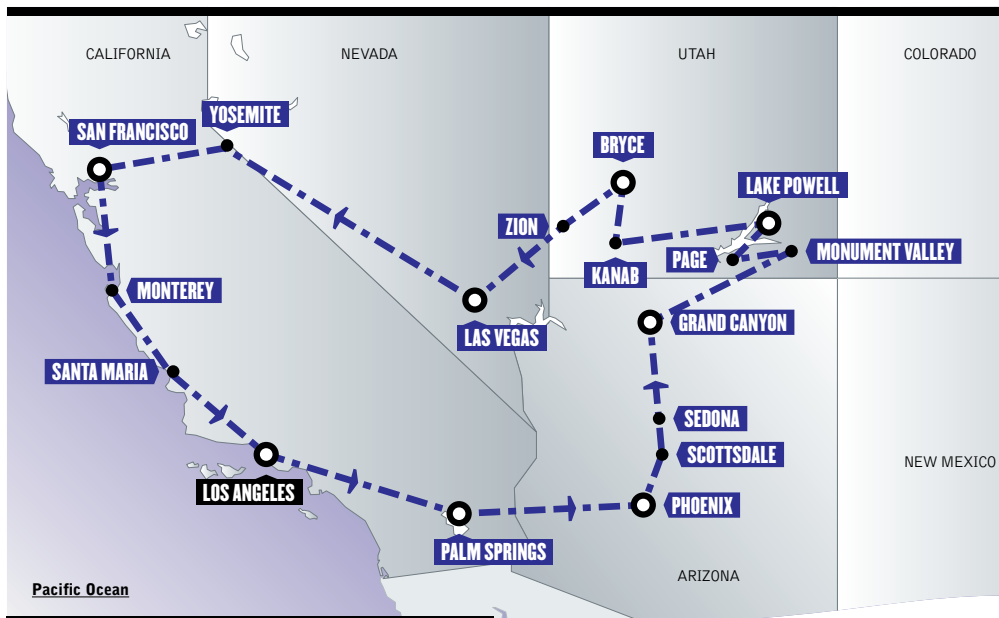 CALIFORNIA
NEVADA
UTAH
COLORADO
YOSEMITE
SAN FRANCISCO
BRYCE
LAKE POWELL
ZION
MONUMENT VALLEY
PAGE
KANAB
MONTEREY
GRAND CANYON
LAS VEGAS
SANTA MARIA
SEDONA
SCOTTSDALE
NEW MEXICO
LOS ANGELES
PHOENIX
PALM SPRINGS
ARIZONA
Pacific Ocean